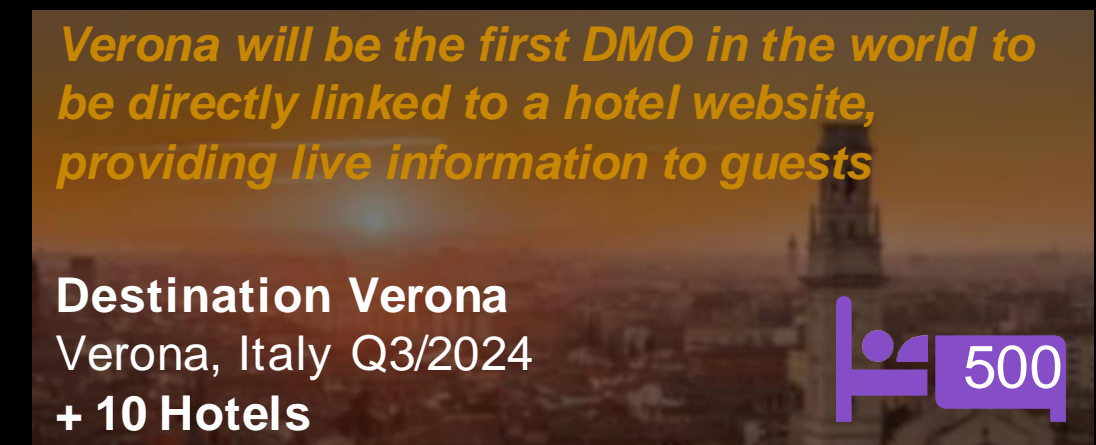 Verona will be the first DMO in the world to
be directly linked to a hotel website,
providing live information to guests
Destination Verona
Verona, Italy Q3/2024
+ 10 Hotels
500